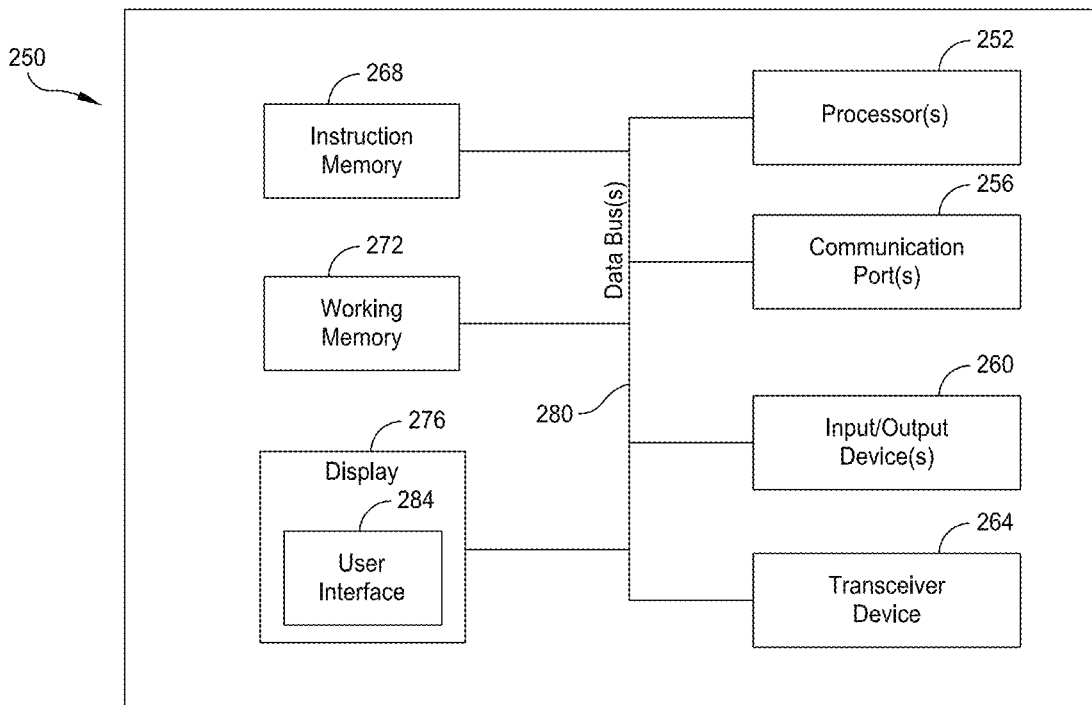 250
268
Instruction
Memory
272
Working
Memory
276
Display
284
User
Interface
Data Bus(s)
280
252
Processor(s)
256
Communication
Port(s)
260
Input/Output
Device(s)
264
Transceiver
Device